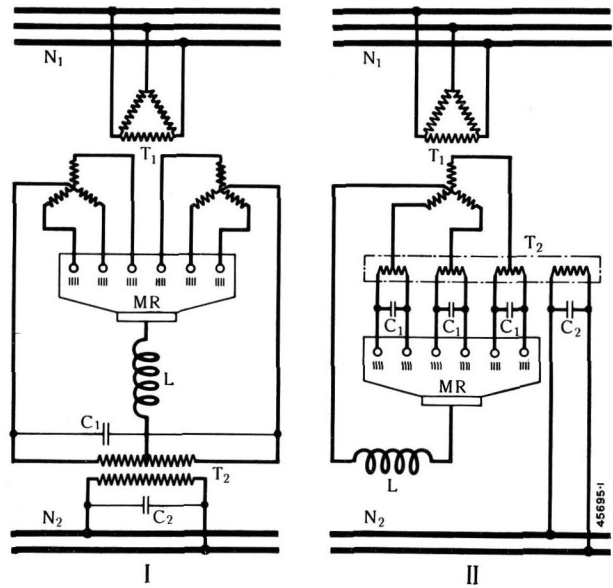 N₁
T₁
MR
L
C₁
T₂
C₂
N₂
I
N₁
T₁
T₂
C₁
C₁
C₁
C₂
MR
L
N₂
45695·I
II